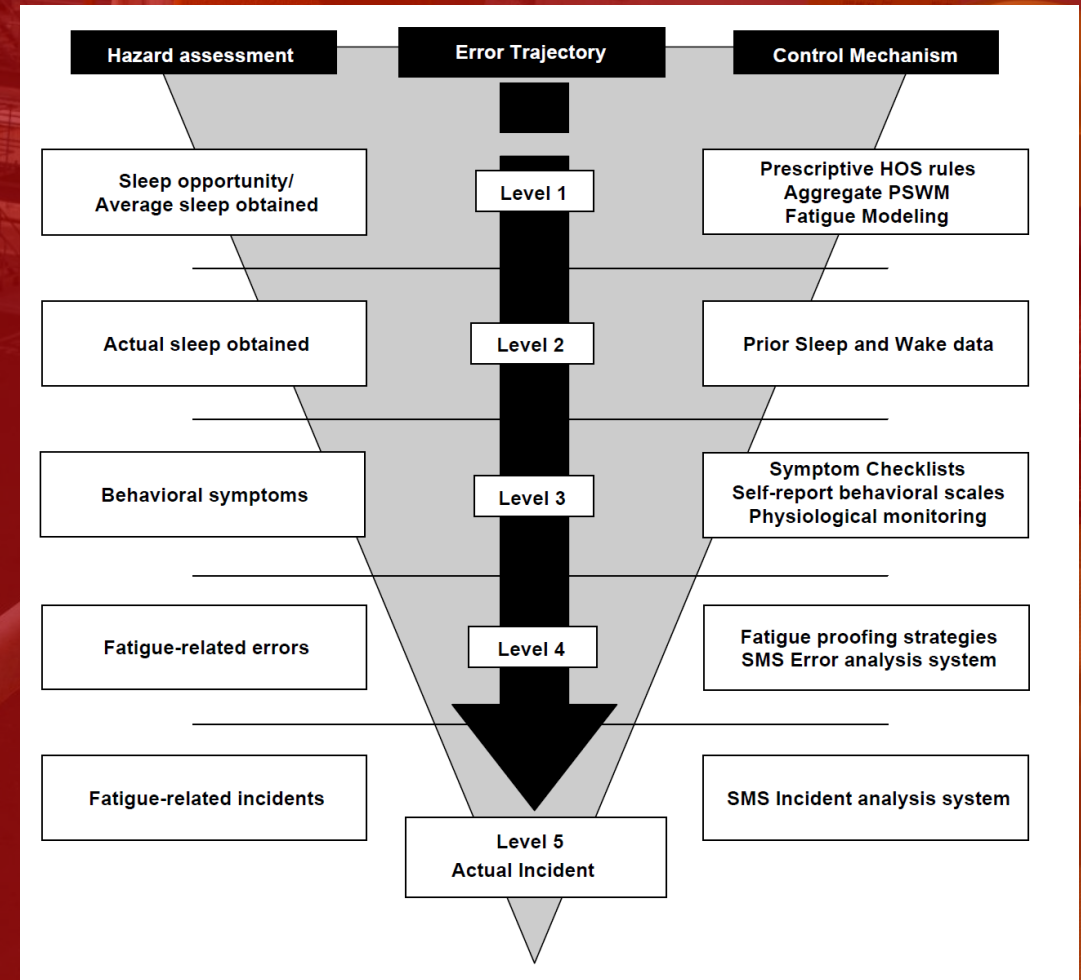 Hazard assessment
Error Trajectory
Control Mechanism
Sleep opportunity/
Average sleep obtained
Level 1
Prescriptive HOS rules
Aggregate PSWM
Fatigue Modeling
Actual sleep obtained
Level 2
Prior Sleep and Wake data
Behavioral symptoms
Level 3
Symptom Checklists
Self-report behavioral scales
Physiological monitoring
Fatigue-related errors
Level 4
Fatigue proofing strategies
SMS Error analysis system
Fatigue-related incidents
Level 5
Actual Incident
SMS Incident analysis system